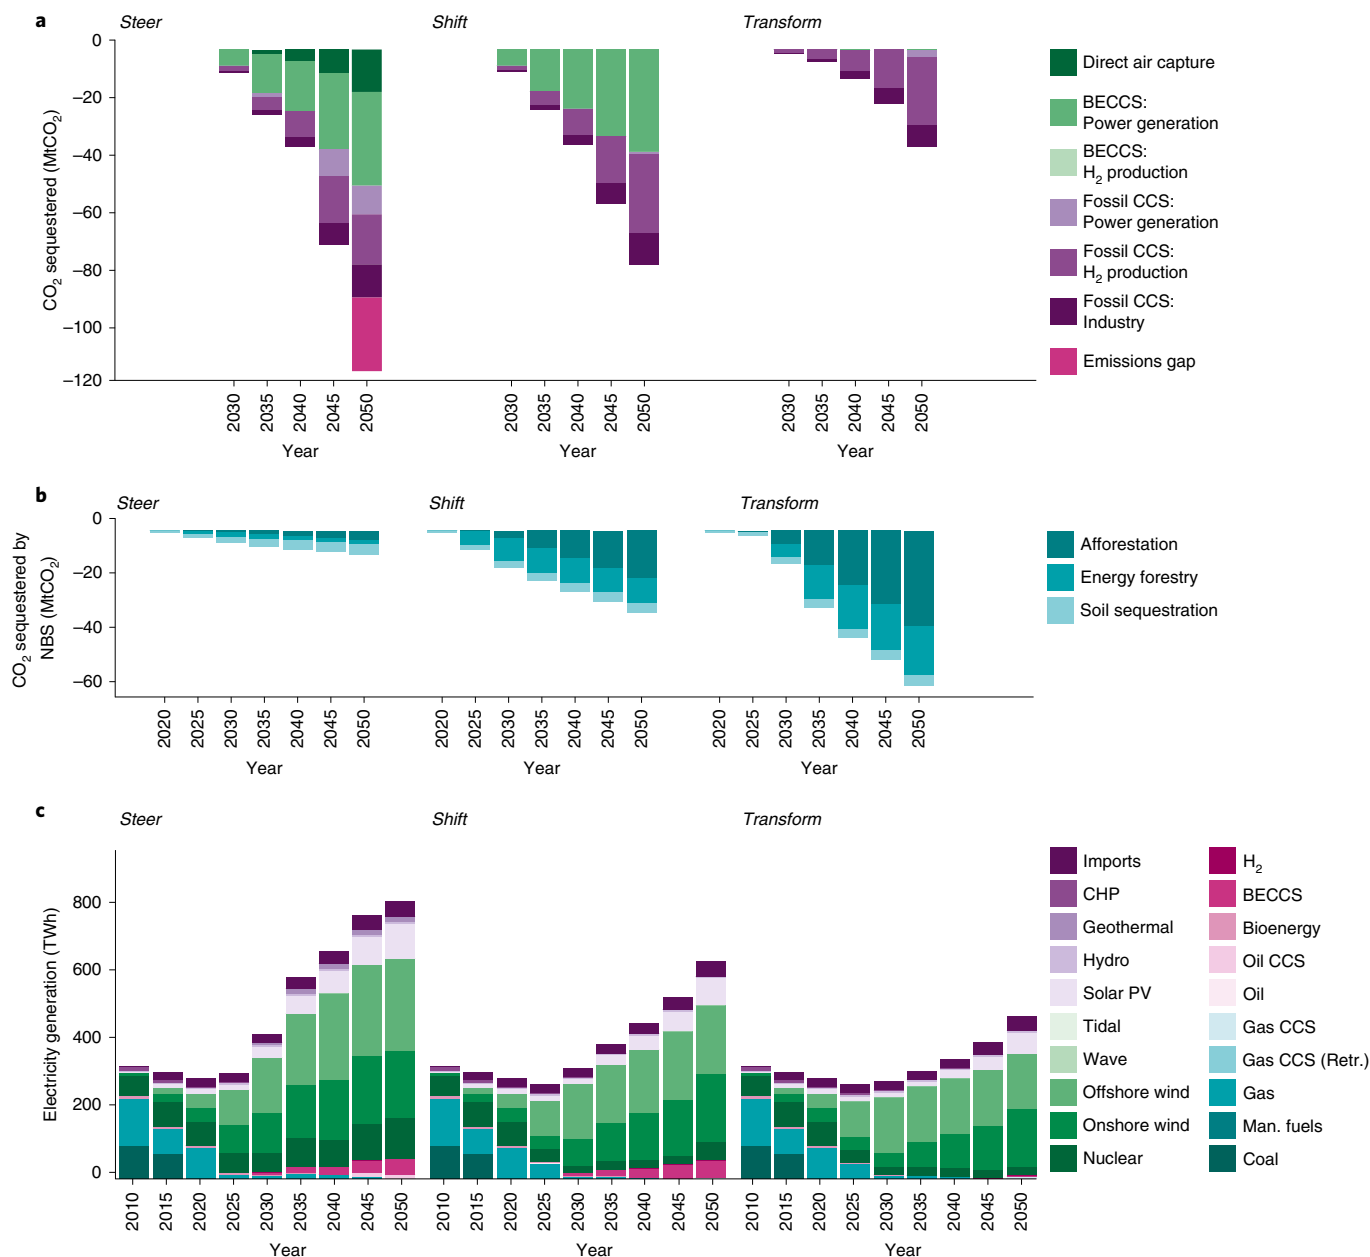 a
Steer
Shift
Transform
0
–20
–40
–60
–80
–100
–120
CO2 sequestered (MtCO2)
2030
2035
2040
2045
2050
Year
2030
2035
2040
2045
2050
Year
2030
2035
2040
2045
2050
Year
Direct air capture
BECCS:
Power generation
BECCS:
H2 production
Fossil CCS:
Power generation
Fossil CCS:
H2 production
Fossil CCS:
Industry
Emissions gap
b
Steer
Shift
Transform
0
–20
–40
–60
CO2 sequestered by
NBS (MtCO2)
2020
2025
2030
2035
2040
2045
2050
Year
2020
2025
2030
2035
2040
2045
2050
Year
2020
2025
2030
2035
2040
2045
2050
Year
Afforestation
Energy forestry
Soil sequestration
c
Steer
Shift
Transform
800
600
400
200
0
Electricity generation (TWh)
2010
2015
2020
2025
2030
2035
2040
2045
2050
Year
2010
2015
2020
2025
2030
2035
2040
2045
2050
Year
2010
2015
2020
2025
2030
2035
2040
2045
2050
Year
Imports
CHP
Geothermal
Hydro
Solar PV
Tidal
Wave
Offshore wind
Onshore wind
Nuclear
H2
BECCS
Bioenergy
Oil CCS
Oil
Gas CCS
Gas CCS (Retr.)
Gas
Man. fuels
Coal